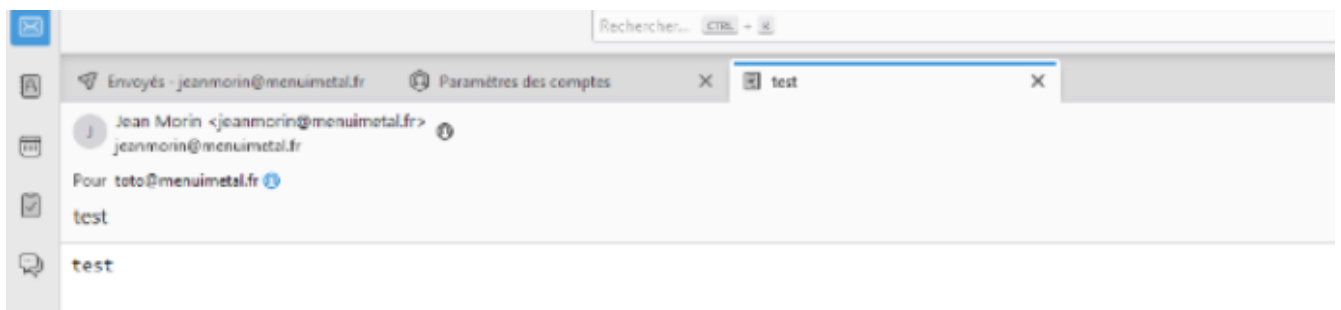 Rechercher... CTRL + K
Envoyés - jeanmorin@menuimetal.fr Paramètres des comptes test
J Jean Morin <jeanmorin@menuimetal.fr>
jeanmorin@menuimetal.fr
Pour toto@menuimetal.fr
test
test